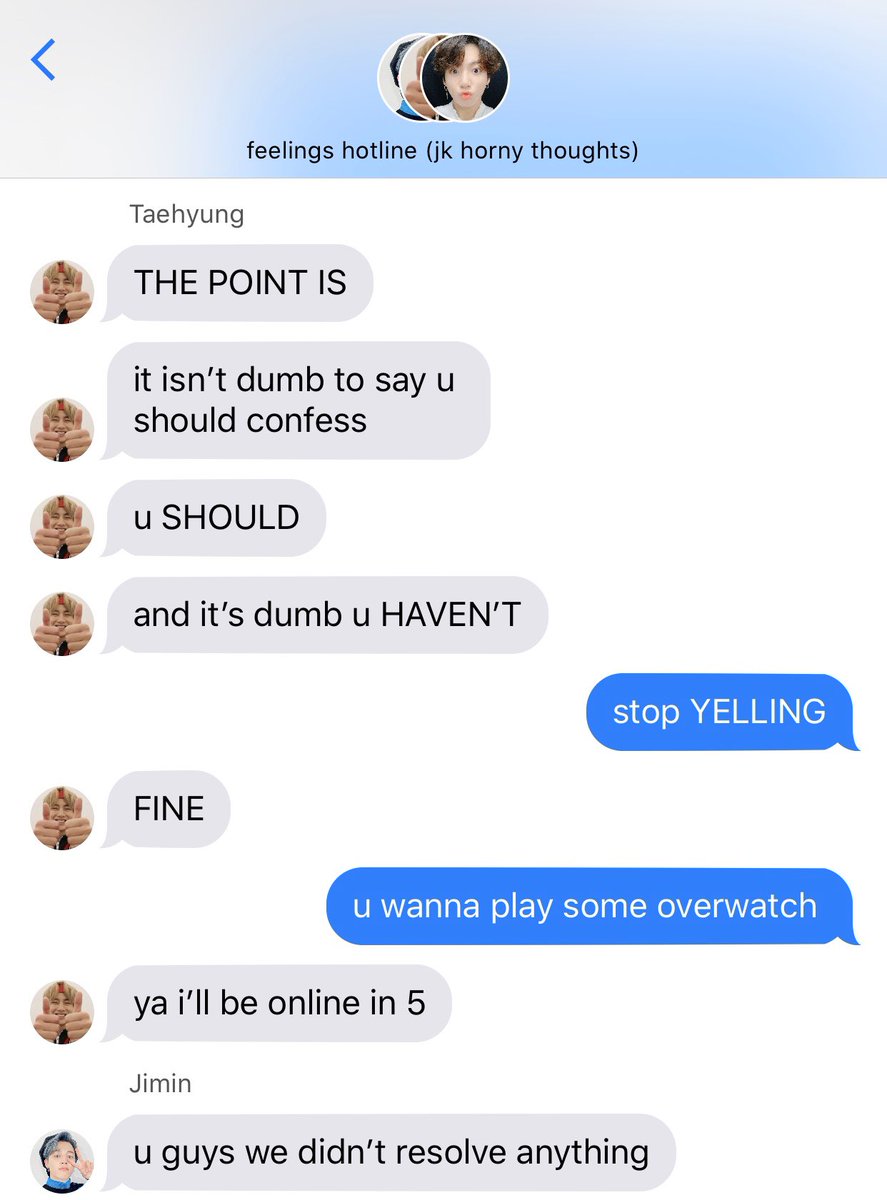 feelings hotline (jk horny thoughts)
Taehyung
THE POINT IS
it isn’t dumb to say u
should confess
u SHOULD
and it’s dumb u HAVEN’T
stop YELLING
FINE
u wanna play some overwatch
ya i’ll be online in 5
Jimin
u guys we didn’t resolve anything